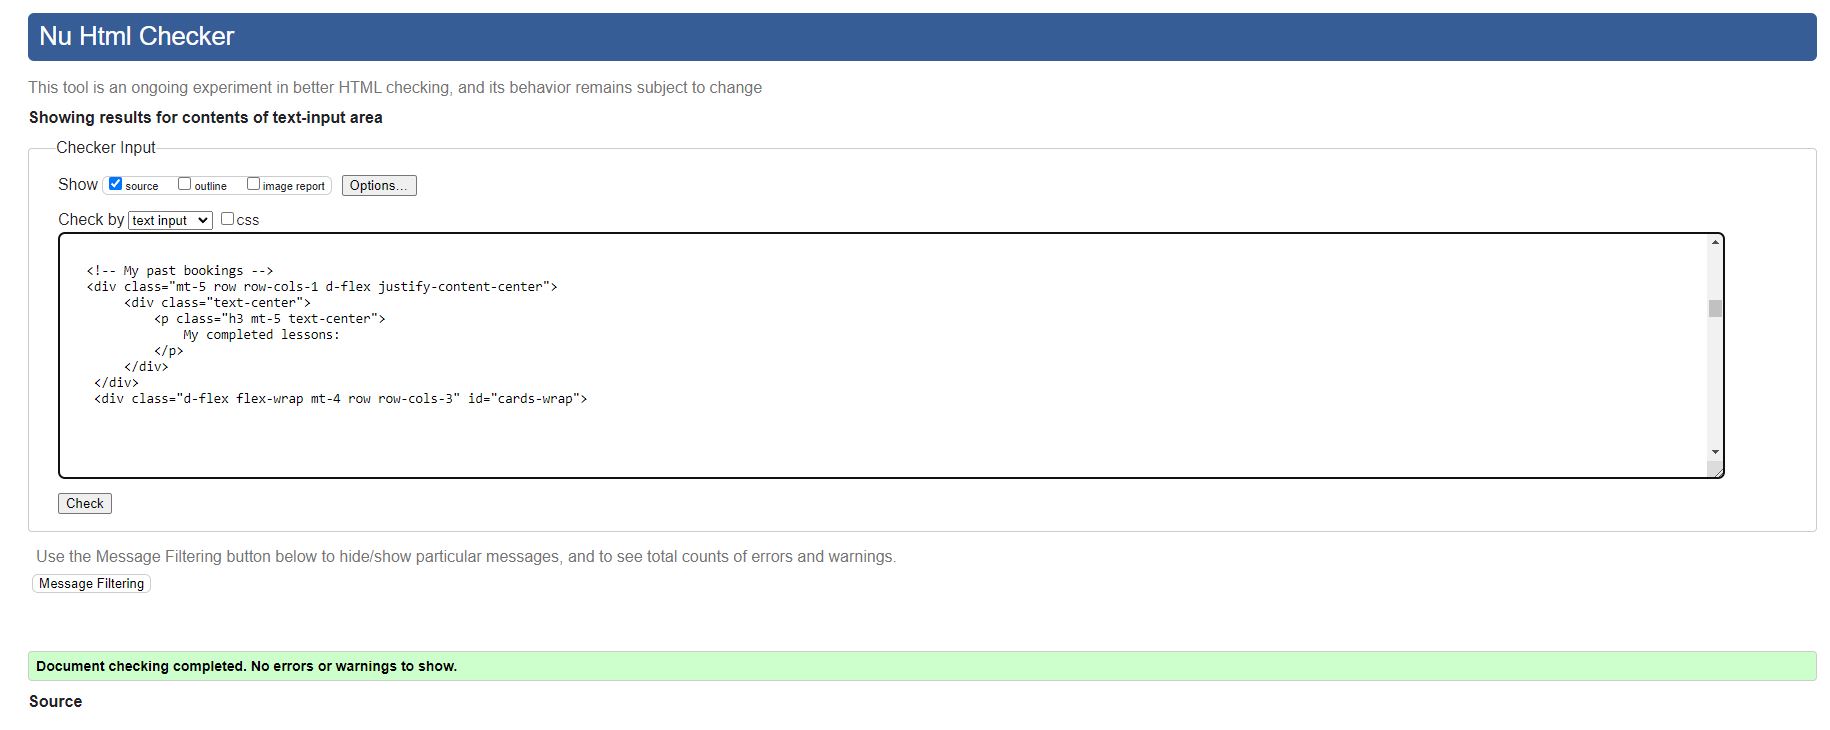 Nu Html Checker
This tool is an ongoing experiment in better HTML checking, and its behavior remains subject to change
Showing results for contents of text-input area
Checker Input
Show source outline image report Options...
Check by text input css
<!-- My past bookings -->
<div class="mt-5 row row-cols-1 d-flex justify-content-center">
<div class="text-center">
<p class="h3 mt-5 text-center">
My completed lessons:
</p>
</div>
</div>
<div class="d-flex flex-wrap mt-4 row row-cols-3" id="cards-wrap">
Check
Use the Message Filtering button below to hide/show particular messages, and to see total counts of errors and warnings.
Message Filtering
Document checking completed. No errors or warnings to show.
Source